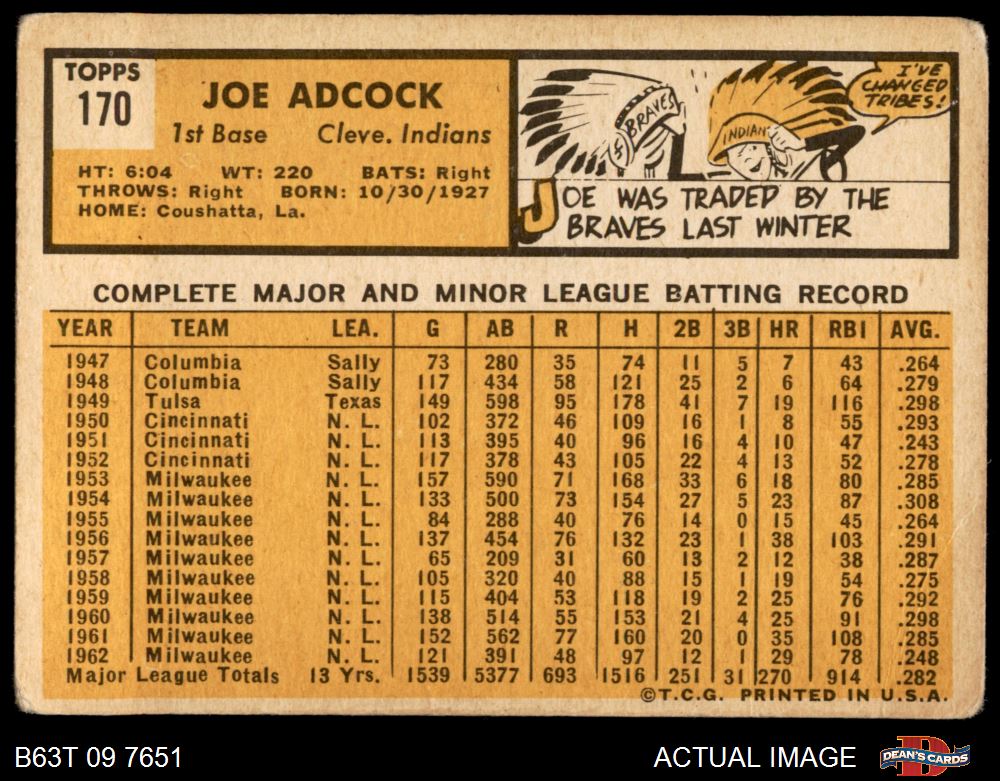 TOPPS
170
JOE ADCOCK
1st Base Cleve. Indians
HT: 6:04 WT: 220 BATS: Right
THROWS: Right BORN: 10/30/1927
HOME: Coushatta, La.
BRAVES
INDIANS
I'VE
CHANGED
TRIBES!
JOE WAS TRADED BY THE
BRAVES LAST WINTER
COMPLETE MAJOR AND MINOR LEAGUE BATTING RECORD
YEAR TEAM LEA. G AB R H 2B 3B HR RBI AVG.
1947 Columbia Sally 73 280 35 74 11 5 7 43 .264
1948 Columbia Sally 117 434 58 121 25 2 6 64 .279
1949 Tulsa Texas 149 598 95 178 41 7 19 116 .298
1950 Cincinnati N. L. 102 372 46 109 16 1 8 55 .293
1951 Cincinnati N. L. 113 395 40 96 16 4 10 47 .243
1952 Cincinnati N. L. 117 378 43 105 22 4 13 52 .278
1953 Milwaukee N. L. 157 590 71 168 33 6 18 80 .285
1954 Milwaukee N. L. 133 500 73 154 27 5 23 87 .308
1955 Milwaukee N. L. 84 288 40 76 14 0 15 45 .264
1956 Milwaukee N. L. 137 454 76 132 23 1 38 103 .291
1957 Milwaukee N. L. 65 209 31 60 13 2 12 38 .287
1958 Milwaukee N. L. 105 320 40 88 15 1 19 54 .275
1959 Milwaukee N. L. 115 404 53 118 19 2 25 76 .292
1960 Milwaukee N. L. 138 514 55 153 21 4 25 91 .298
1961 Milwaukee N. L. 152 562 77 160 20 0 35 108 .285
1962 Milwaukee N. L. 121 391 48 97 12 1 29 78 .248
Major League Totals 13 Yrs. 1539 5377 693 1516 251 31 270 914 .282
©T.C.G. PRINTED IN U.S.A.
B63T 09 7651 ACTUAL IMAGE DEAN'S CARDS